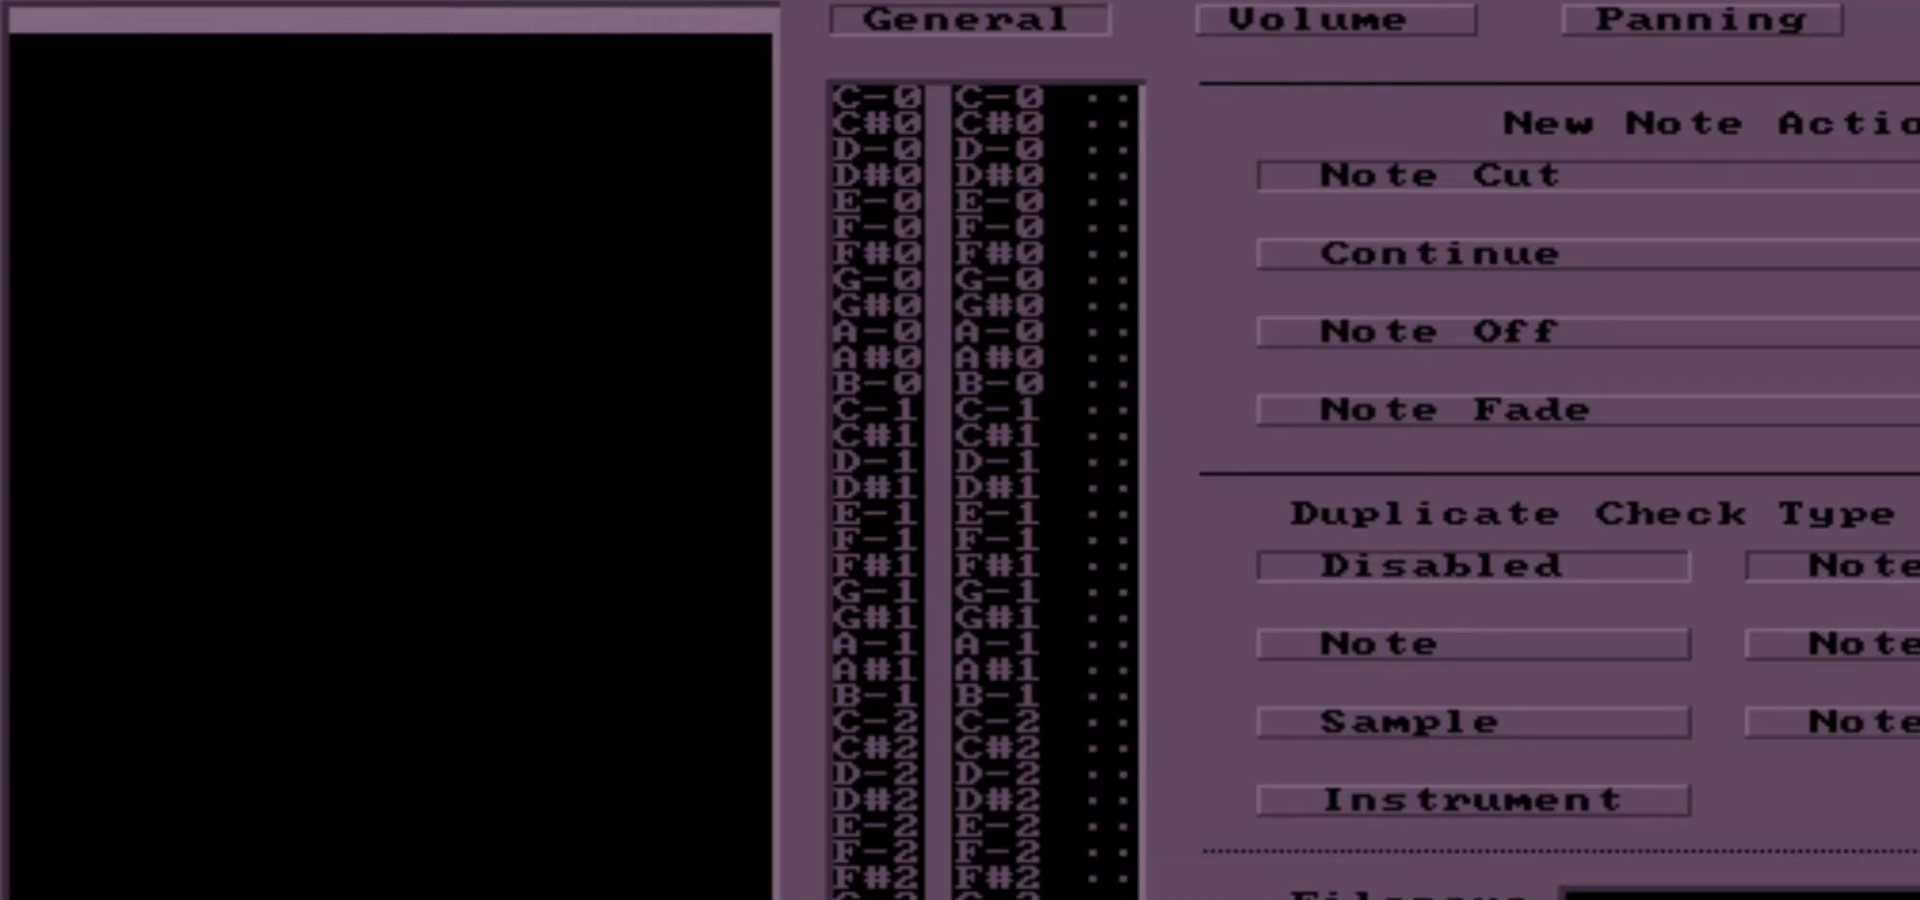 General Volume Panning
C-0 C-0 ..
C#0 C#0 ..
D-0 D-0 ..
D#0 D#0 ..
E-0 E-0 ..
F-0 F-0 ..
F#0 F#0 ..
G-0 G-0 ..
G#0 G#0 ..
A-0 A-0 ..
A#0 A#0 ..
B-0 B-0 ..
C-1 C-1 ..
C#1 C#1 ..
D-1 D-1 ..
D#1 D#1 ..
E-1 E-1 ..
F-1 F-1 ..
F#1 F#1 ..
G-1 G-1 ..
G#1 G#1 ..
A-1 A-1 ..
A#1 A#1 ..
B-1 B-1 ..
C-2 C-2 ..
C#2 C#2 ..
D-2 D-2 ..
D#2 D#2 ..
E-2 E-2 ..
F-2 F-2 ..
F#2 F#2 ..
New Note Actio
Note Cut
Continue
Note Off
Note Fade
Duplicate Check Type
Disabled Note
Note Note
Sample Note
Instrument